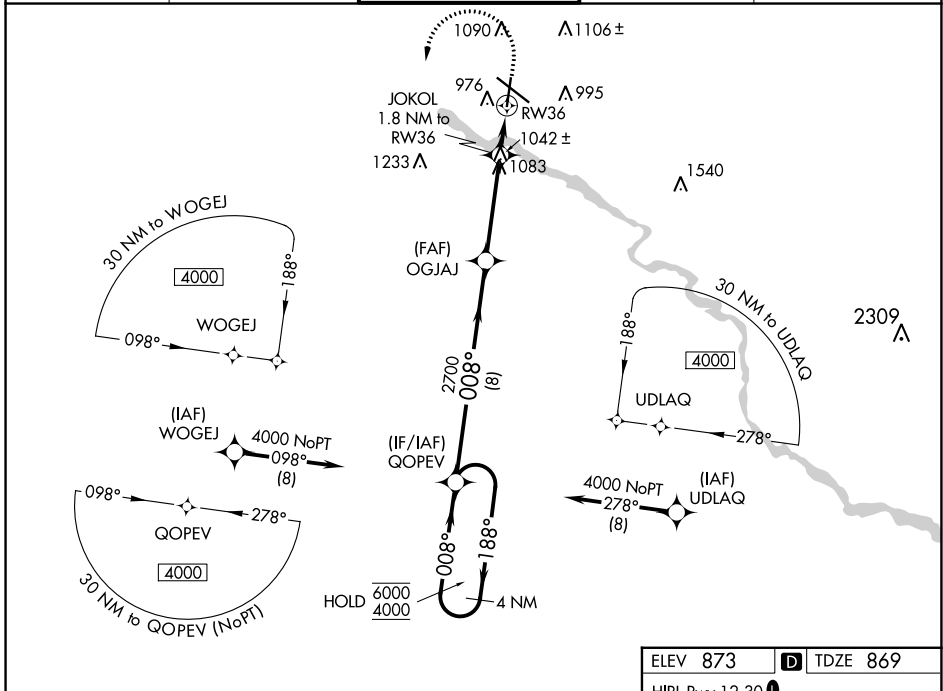 1090
1106 ±
976
995
JOKOL
1.8 NM to
RW36
RW36
1042 ±
1083
1233
1540
30 NM to WOGEJ
4000
188°
098°
WOGEJ
(FAF)
OGJAJ
30 NM to UDLAQ
188°
4000
UDLAQ
278°
2309
2700
008°
(8)
(IAF)
WOGEJ
4000 NoPT
098°
(8)
(IF/IAF)
QOPEV
4000 NoPT
278°
(8)
(IAF)
UDLAQ
098°
278°
QOPEV
4000
30 NM to QOPEV (NoPT)
008°
188°
HOLD
6000
4000
4 NM
ELEV 873
D
TDZE 869